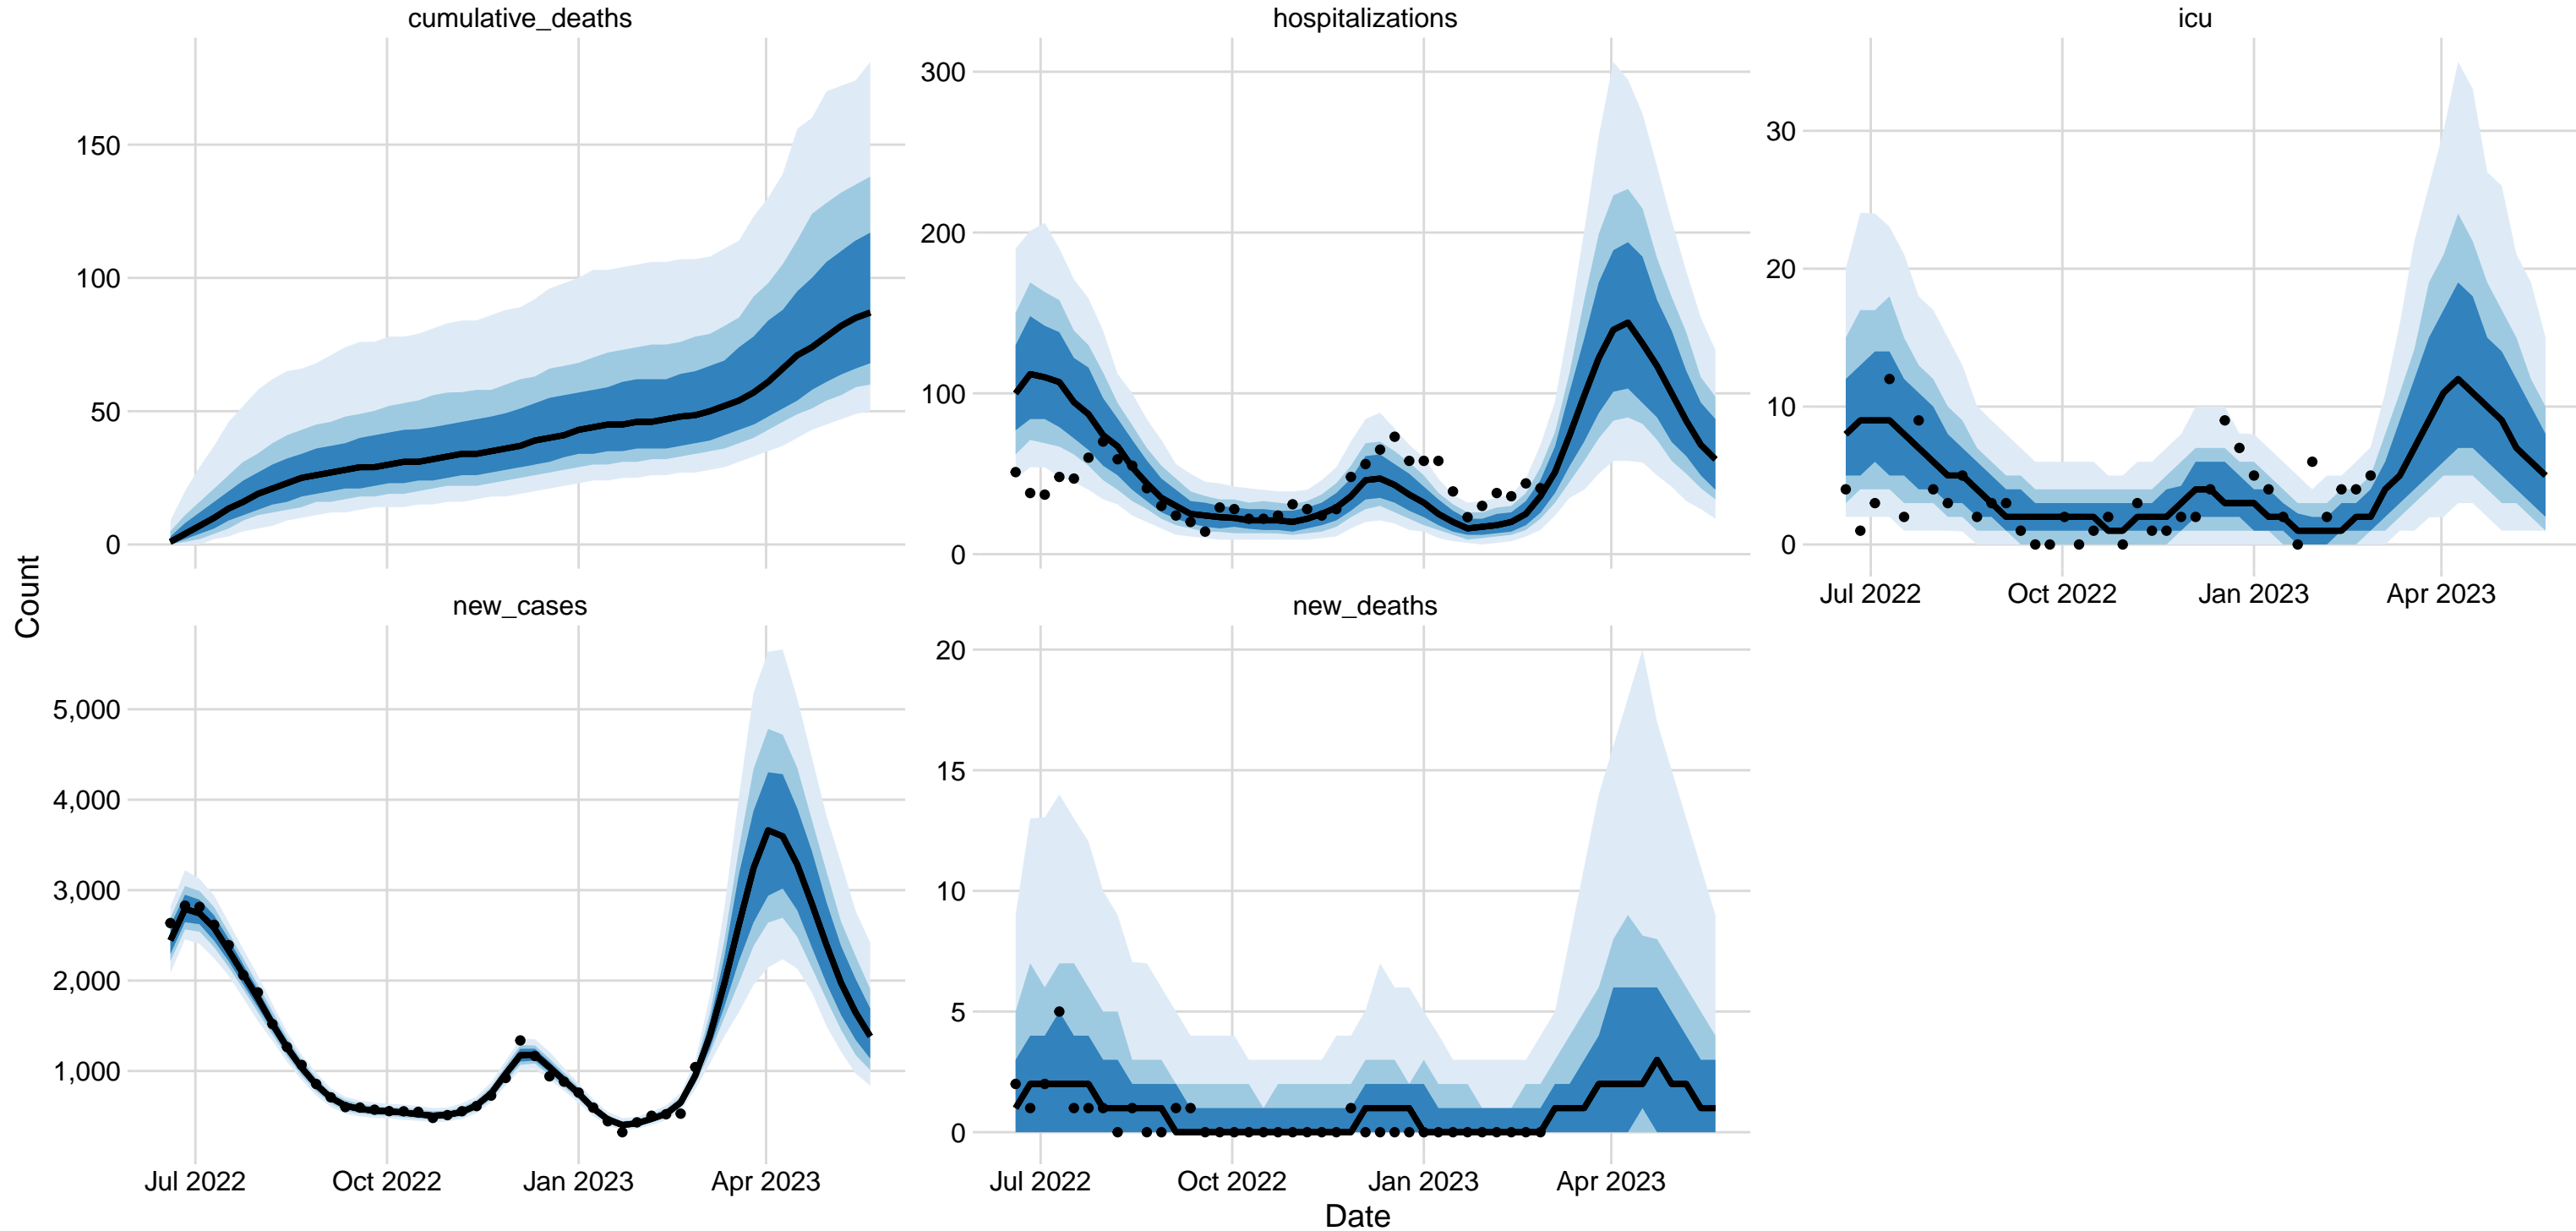 cumulative_deaths
hospitalizations
icu
150
100
50
0
300
200
100
0
30
20
10
0
Jul 2022 Oct 2022 Jan 2023 Apr 2023
Count
new_cases
new_deaths
5,000
4,000
3,000
2,000
1,000
20
15
10
5
0
Jul 2022 Oct 2022 Jan 2023 Apr 2023
Jul 2022 Oct 2022 Jan 2023 Apr 2023
Date